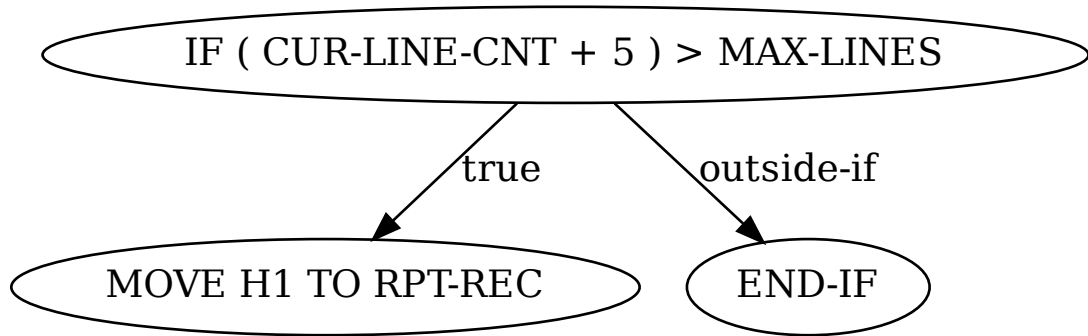 IF ( CUR-LINE-CNT + 5 ) > MAX-LINES
true
outside-if
MOVE H1 TO RPT-REC
END-IF